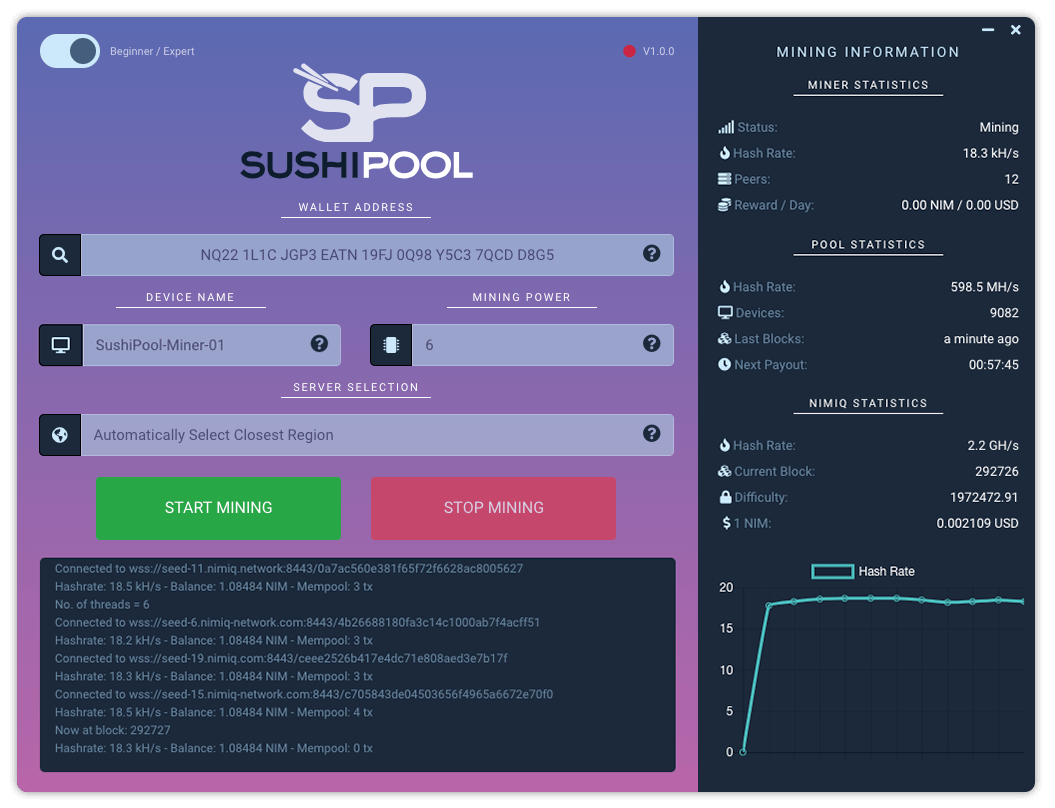 Beginner / Expert
V1.0.0
SP
SUSHIPOOL
WALLET ADDRESS
NQ22 1L1C JGP3 EATN 19FJ 0Q98 Y5C3 7QCD D8G5
DEVICE NAME
MINING POWER
SushiPool-Miner-01
6
SERVER SELECTION
Automatically Select Closest Region
START MINING
STOP MINING
Connected to wss://seed-11.nimiq.network:8443/0a7ac560e381f65f72f6628ac8005627
Hashrate: 18.5 kH/s - Balance: 1.08484 NIM - Mempool: 3 tx
No. of threads = 6
Connected to wss://seed-6.nimiq-network.com:8443/4b26688180fa3c14c1000ab7f4acff51
Hashrate: 18.2 kH/s - Balance: 1.08484 NIM - Mempool: 3 tx
Connected to wss://seed-19.nimiq.com:8443/ceee2526b417e4dc71e808aed3e7b17f
Hashrate: 18.3 kH/s - Balance: 1.08484 NIM - Mempool: 3 tx
Connected to wss://seed-15.nimiq-network.com:8443/c705843de04503656f4965a6672e70f0
Hashrate: 18.5 kH/s - Balance: 1.08484 NIM - Mempool: 4 tx
Now at block: 292727
Hashrate: 18.3 kH/s - Balance: 1.08484 NIM - Mempool: 0 tx
MINING INFORMATION
MINER STATISTICS
Status: Mining
Hash Rate: 18.3 kH/s
Peers: 12
Reward / Day: 0.00 NIM / 0.00 USD
POOL STATISTICS
Hash Rate: 598.5 MH/s
Devices: 9082
Last Blocks: a minute ago
Next Payout: 00:57:45
NIMIQ STATISTICS
Hash Rate: 2.2 GH/s
Current Block: 292726
Difficulty: 1972472.91
$ 1 NIM: 0.002109 USD
Hash Rate
20
15
10
5
0